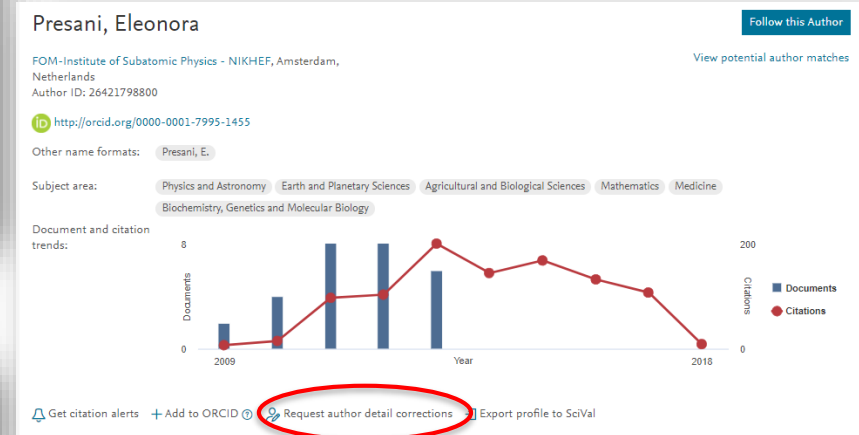 Presani, Eleonora
Follow this Author
FOM-Institute of Subatomic Physics - NIKHEF, Amsterdam,
Netherlands
View potential author matches
Author ID: 26421798800
iD http://orcid.org/0000-0001-7995-1455
Other name formats: Presani, E.
Subject area: Physics and Astronomy Earth and Planetary Sciences Agricultural and Biological Sciences Mathematics Medicine
Biochemistry, Genetics and Molecular Biology
Document and citation
trends:
8
200
Documents
Citations
Documents
Citations
0
0
2009
Year
2018
Get citation alerts + Add to ORCID ? Request author detail corrections Export profile to SciVal